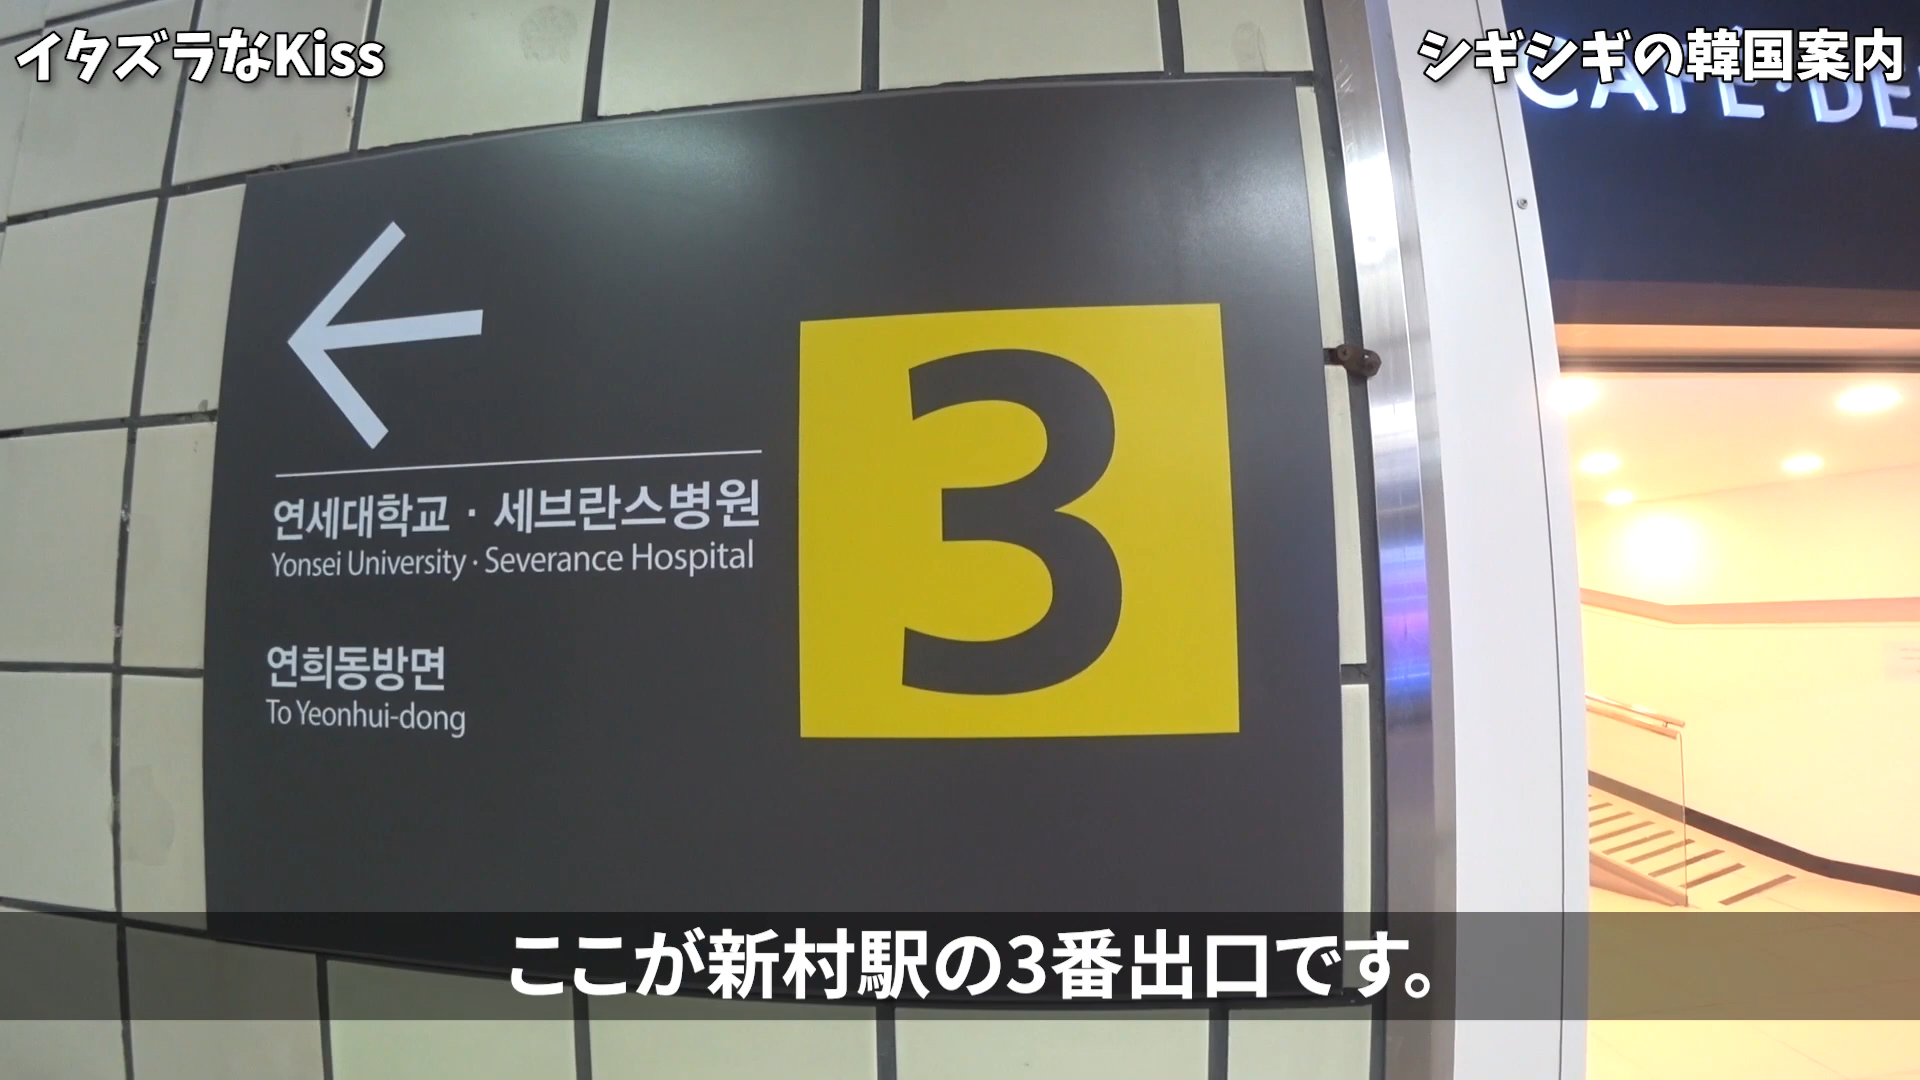 イタズラなKiss
シギシギの韓国案内
CAFÉ·DE
연세대학교 · 세브란스병원
Yonsei University · Severance Hospital
연희동방면
To Yeonhui-dong
3
ここが新村駅の3番出口です。